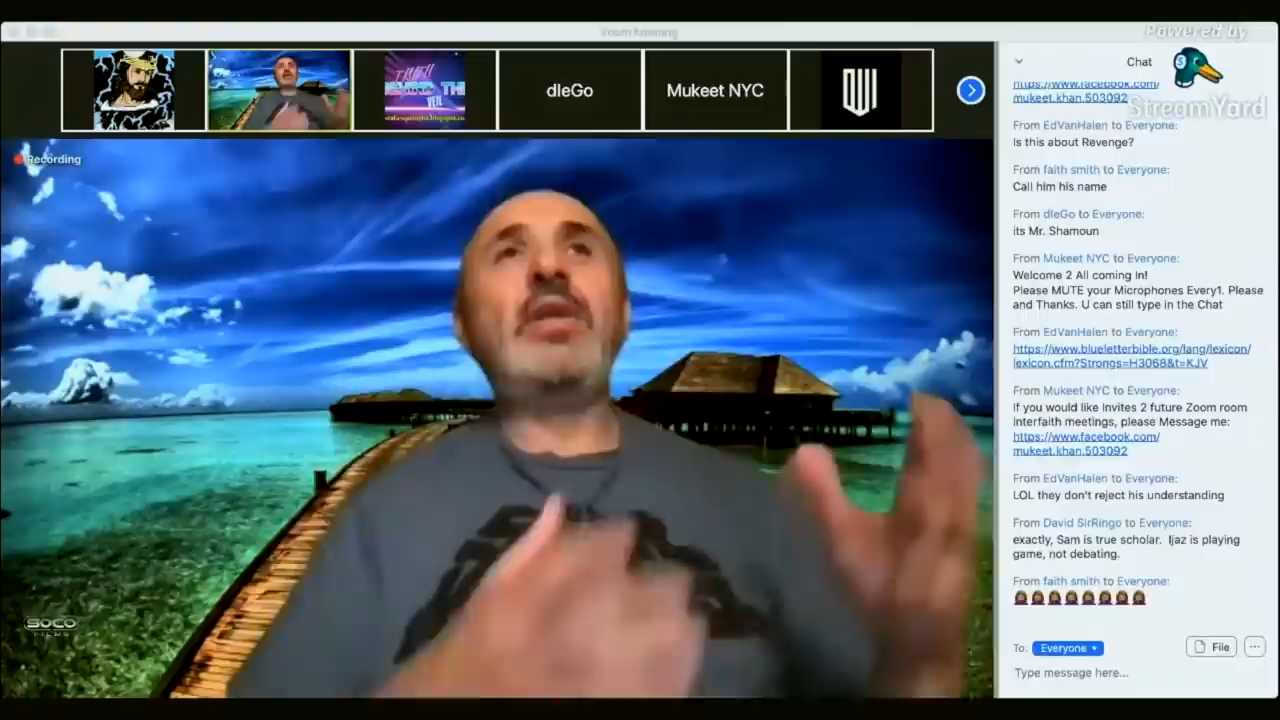 Zoom Meeting
Powered by
StreamYard
dleGo
Mukeet NYC
Recording
Chat
https://www.facebook.com/
mukeet.khan.503092
From EdVanHalen to Everyone:
Is this about Revenge?
From faith smith to Everyone:
Call him his name
From dleGo to Everyone:
its Mr. Shamoun
From Mukeet NYC to Everyone:
Welcome 2 All coming In!
Please MUTE your Microphones Every1. Please
and Thanks. U can still type in the Chat
From EdVanHalen to Everyone:
https://www.blueletterbible.org/lang/lexicon/
lexicon.cfm?Strongs=H3068&t=KJV
From Mukeet NYC to Everyone:
If you would like Invites 2 future Zoom room
Interfaith meetings, please Message me:
https://www.facebook.com/
mukeet.khan.503092
From EdVanHalen to Everyone:
LOL they don't reject his understanding
From David SirRingo to Everyone:
exactly, Sam is true scholar. Ijaz is playing
game, not debating.
From faith smith to Everyone:
To: Everyone
File
Type message here...
SOCO
FILMS